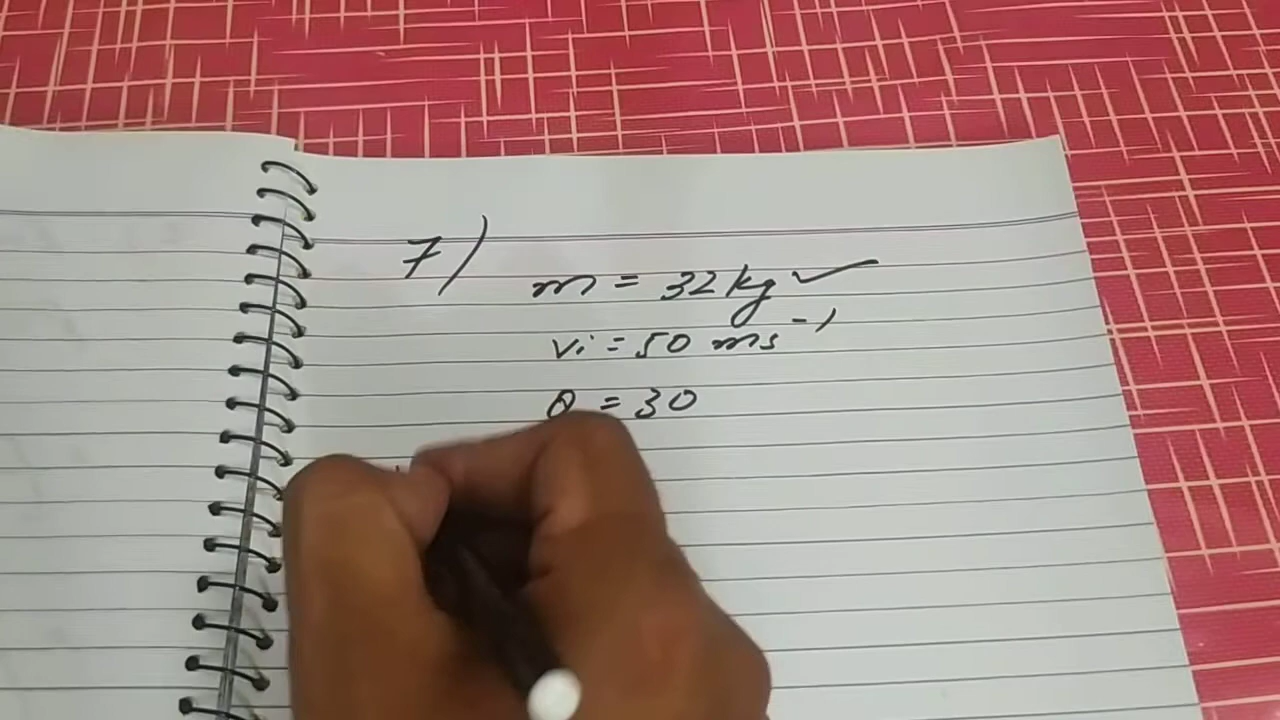 7)
m = 32 kg ✓
vi = 50 ms⁻¹
θ = 30